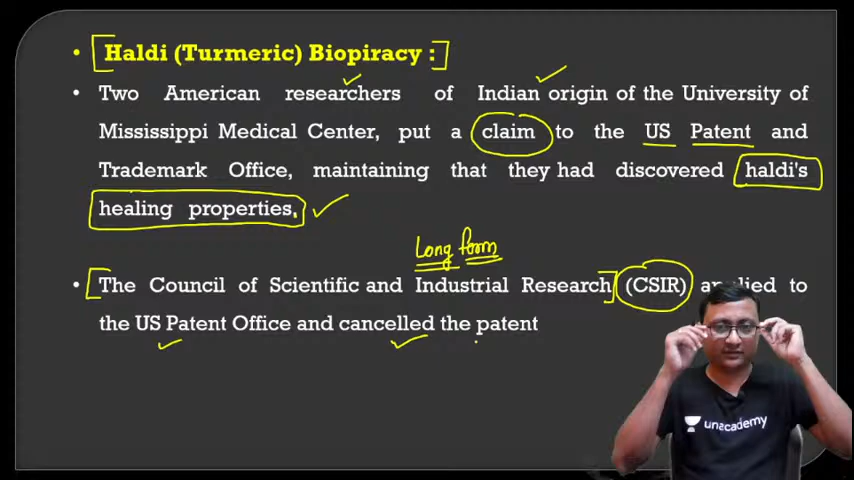 • Haldi (Turmeric) Biopiracy :
• Two American researchers of Indian origin of the University of
Mississippi Medical Center, put a claim to the US Patent and
Trademark Office, maintaining that they had discovered haldi's
healing properties.
Long form
• The Council of Scientific and Industrial Research (CSIR) applied to
the US Patent Office and cancelled the patent
unacademy